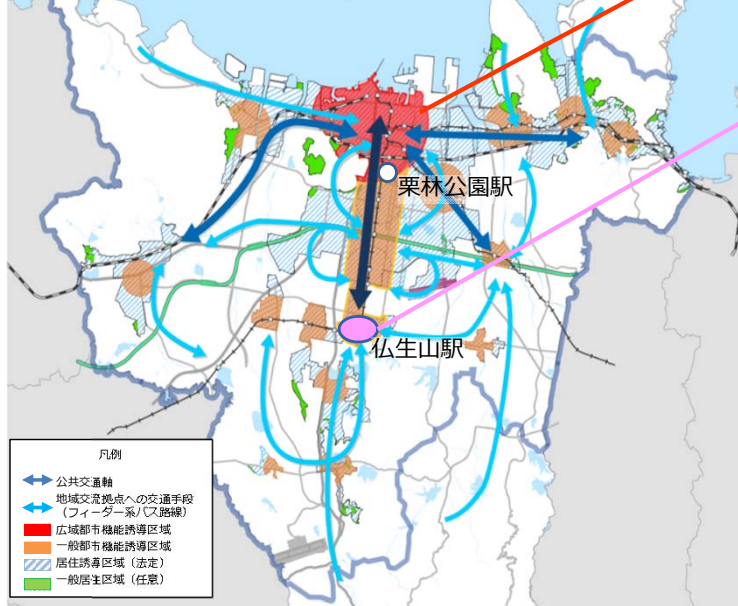 栗林公園駅
仏生山駅
凡例
公共交通軸
地域交流拠点への交通手段
(フィーダー系バス路線)
広域都市機能誘導区域
一般都市機能誘導区域
居住誘導区域(法定)
一般居住区域(任意)